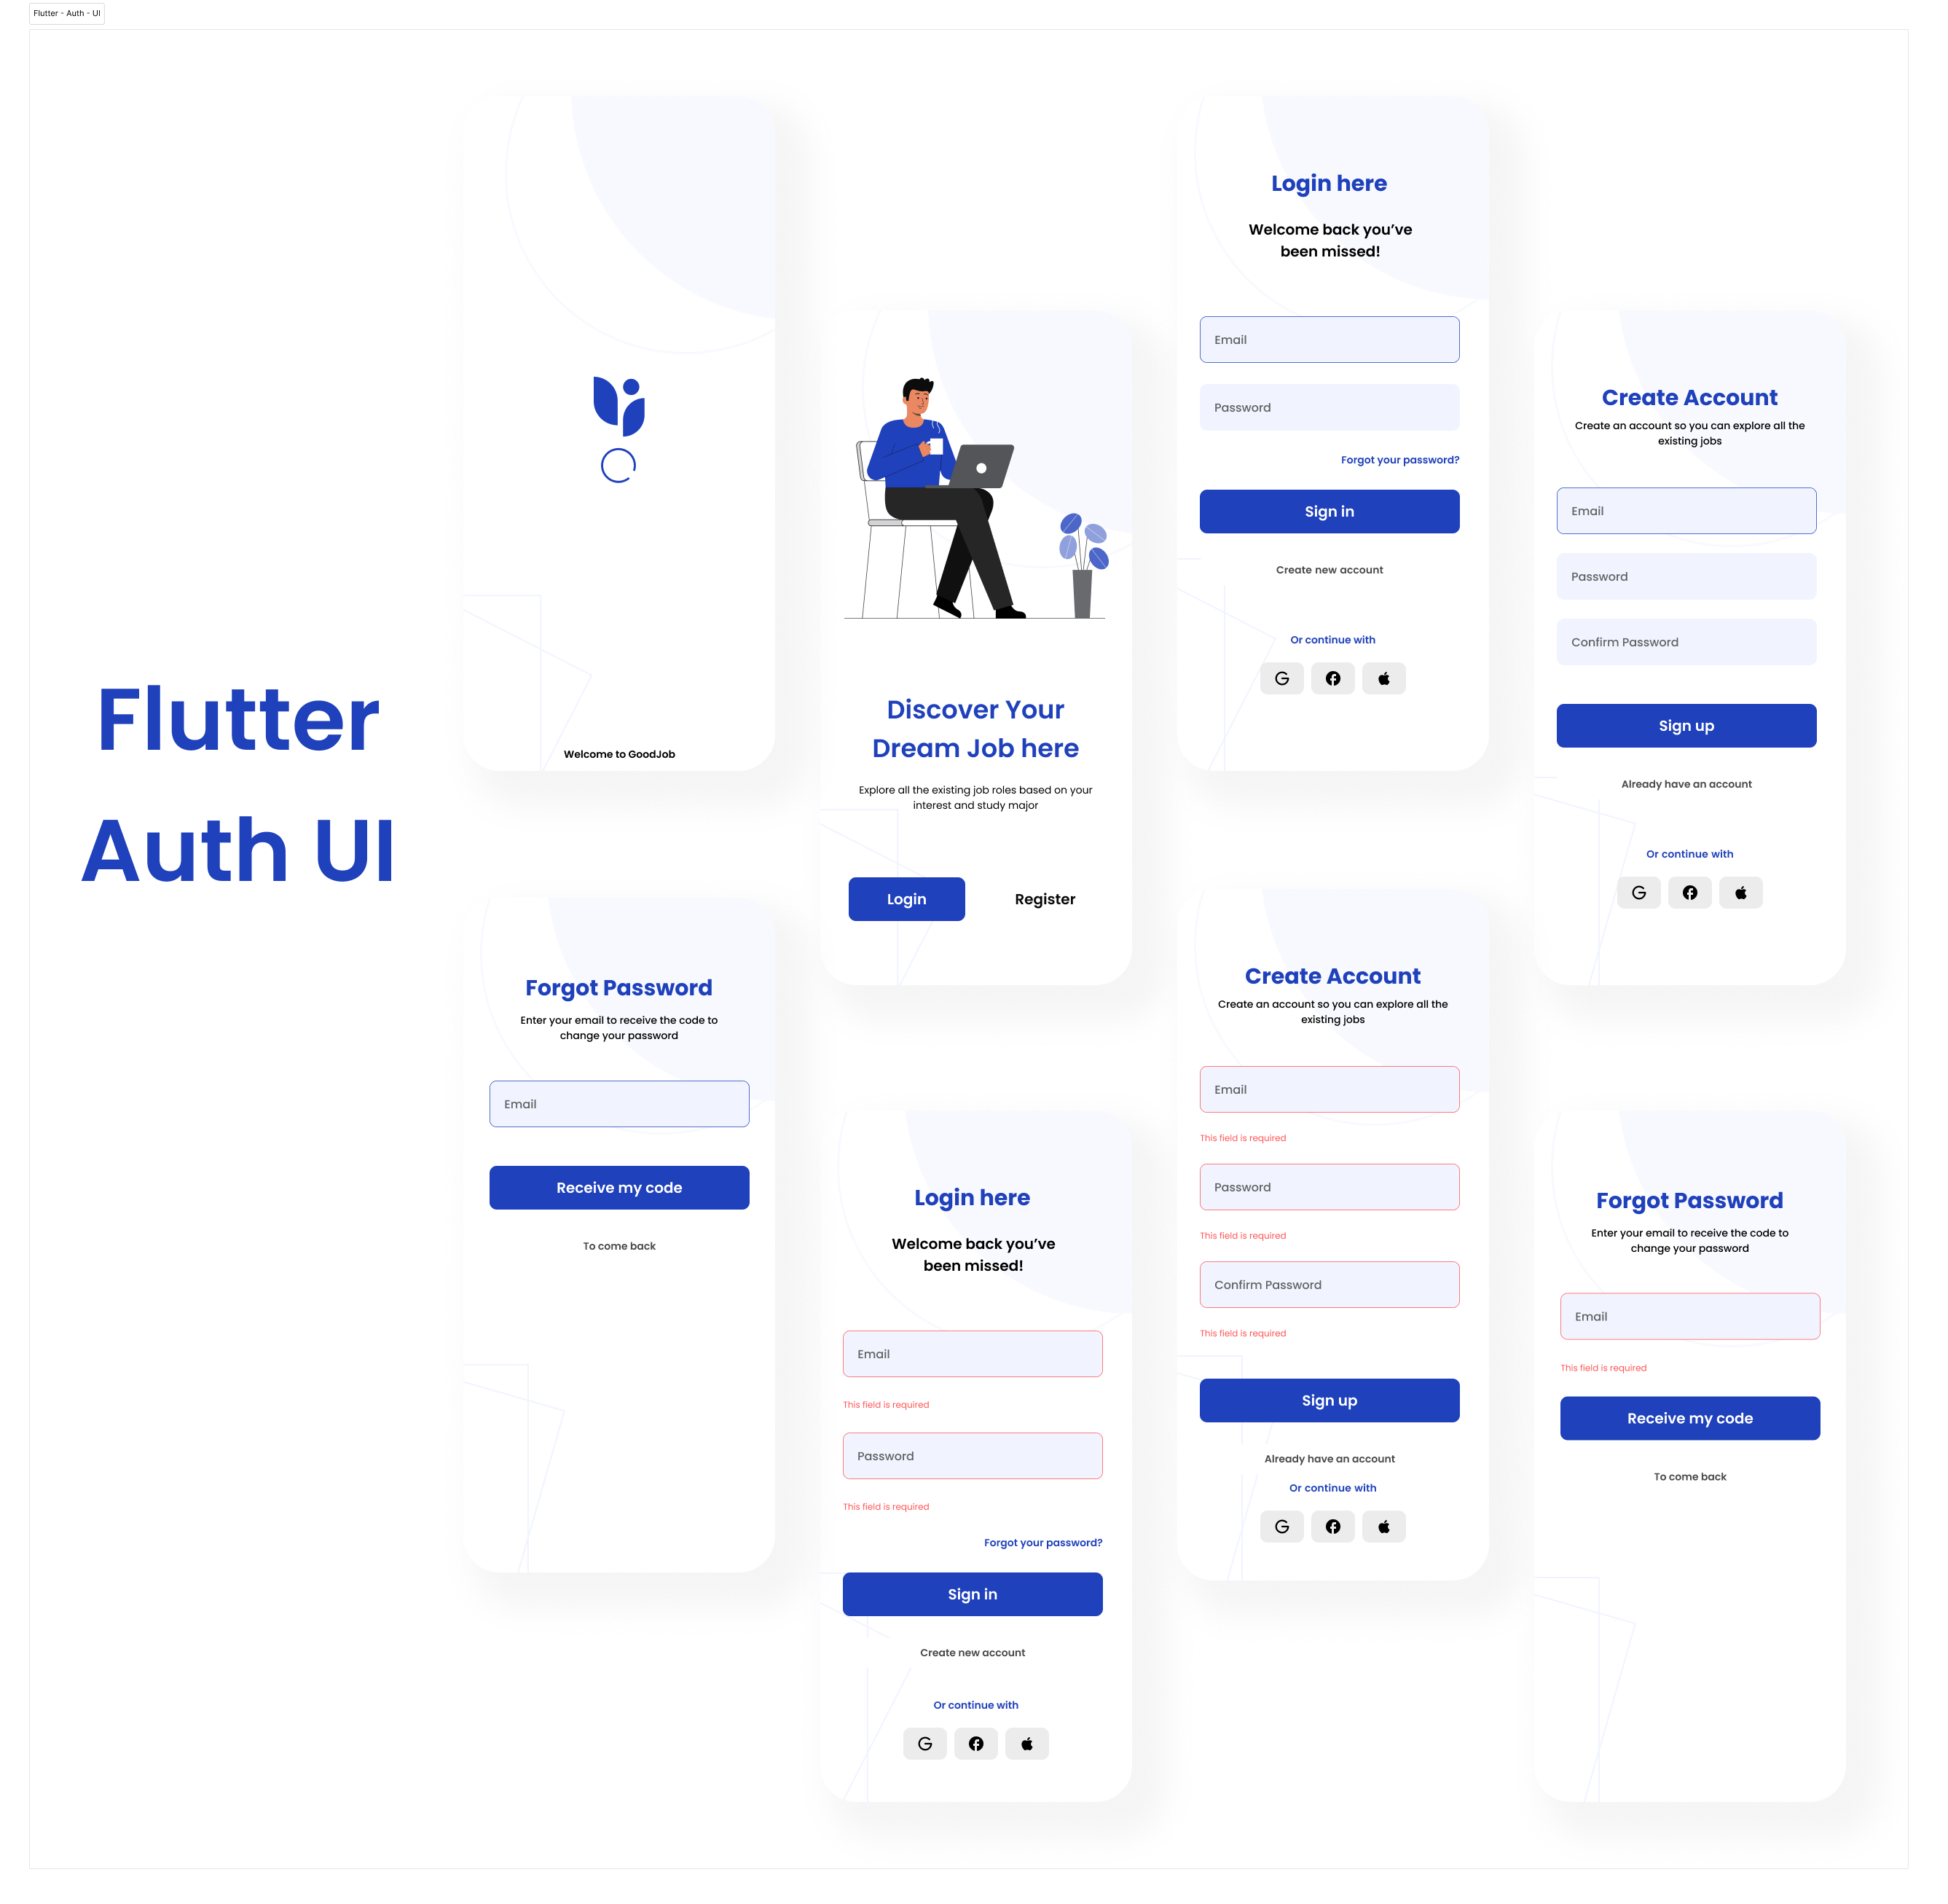 Flutter - Auth - UI
Flutter
Auth UI
Welcome to GoodJob
Discover Your
Dream Job here
Explore all the existing job roles based on your
interest and study major
Login
Register
Login here
Welcome back you’ve
been missed!
Email
Password
Forgot your password?
Sign in
Create new account
Or continue with
Create Account
Create an account so you can explore all the
existing jobs
Email
Password
Confirm Password
Sign up
Already have an account
Or continue with
Forgot Password
Enter your email to receive the code to
change your password
Email
Receive my code
To come back
Login here
Welcome back you’ve
been missed!
Email
This field is required
Password
This field is required
Forgot your password?
Sign in
Create new account
Or continue with
Create Account
Create an account so you can explore all the
existing jobs
Email
This field is required
Password
This field is required
Confirm Password
This field is required
Sign up
Already have an account
Or continue with
Forgot Password
Enter your email to receive the code to
change your password
Email
This field is required
Receive my code
To come back